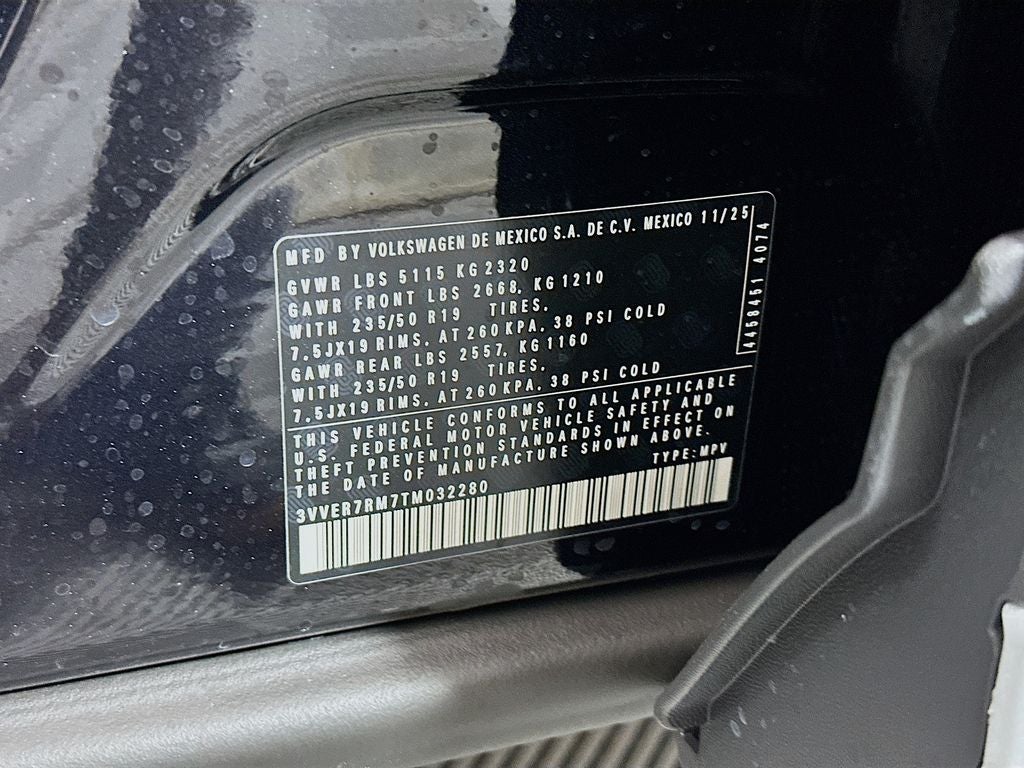 MFD BY VOLKSWAGEN DE MEXICO S.A. DE C.V. MEXICO 11/25
GVWR LBS 5115 KG 2320
GAWR FRONT LBS 2668, KG 1210
WITH 235/50 R19 TIRES,
7.5JX19 RIMS, AT 260 KPA, 38 PSI COLD
GAWR REAR LBS 2557, KG 1160
WITH 235/50 R19 TIRES,
7.5JX19 RIMS, AT 260 KPA, 38 PSI COLD
4458451 4074
THIS VEHICLE CONFORMS TO ALL APPLICABLE
U.S. FEDERAL MOTOR VEHICLE SAFETY AND
THEFT PREVENTION STANDARDS IN EFFECT ON
THE DATE OF MANUFACTURE SHOWN ABOVE.
TYPE: MPV
3VVER7RM7TM032280